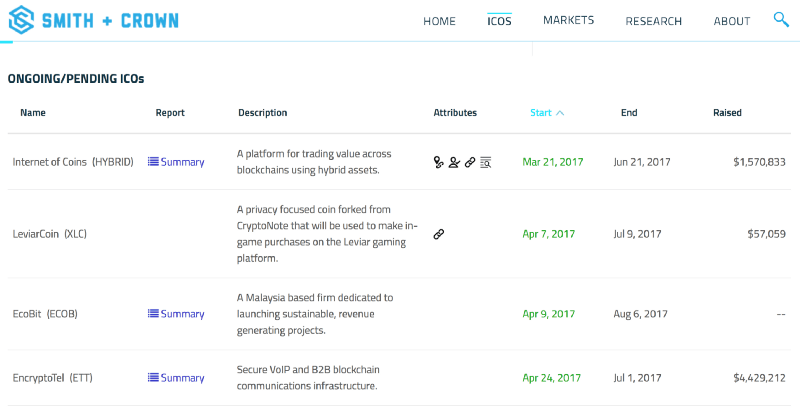 SMITH + CROWN
HOME ICOS MARKETS RESEARCH ABOUT
ONGOING/PENDING ICOs
Name Report Description Attributes Start End Raised
Internet of Coins (HYBRID) Summary A platform for trading value across Mar 21, 2017 Jun 21, 2017 $1,570,833
blockchains using hybrid assets.
A privacy focused coin forked from
CryptoNote that will be used to make in-
LeviarCoin (XLC) Apr 7, 2017 Jul 9, 2017 $57,059
game purchases on the Leviar gaming
platform.
A Malaysia based firm dedicated to
EcoBit (ECOB) Summary launching sustainable, revenue Apr 9, 2017 Aug 6, 2017 --
generating projects.
EncryptoTel (ETT) Summary Secure VoIP and B2B blockchain Apr 24, 2017 Jul 1, 2017 $4,429,212
communications infrastructure.